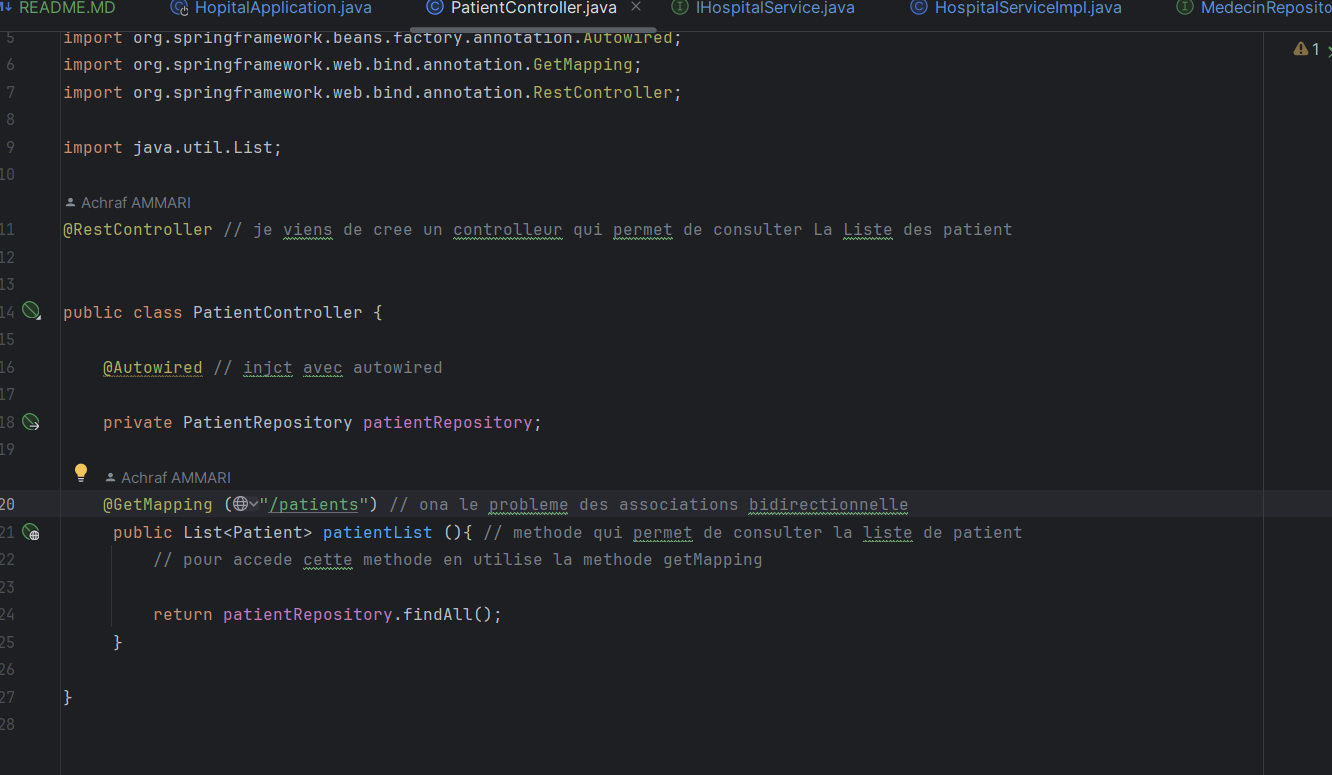 README.MD HopitalApplication.java PatientController.java IHospitalService.java HospitalServiceImpl.java MedecinReposito
5 import org.springframework.beans.factory.annotation.Autowired; 1
6 import org.springframework.web.bind.annotation.GetMapping;
7 import org.springframework.web.bind.annotation.RestController;
8
9 import java.util.List;
10
Achraf AMMARI
11 @RestController // je viens de cree un controlleur qui permet de consulter La Liste des patient
12
13
14 public class PatientController {
15
16 @Autowired // injct avec autowired
17
18 private PatientRepository patientRepository;
19
Achraf AMMARI
20 @GetMapping ("/patients") // ona le probleme des associations bidirectionnelle
21 public List<Patient> patientList (){ // methode qui permet de consulter la liste de patient
22 // pour accede cette methode en utilise la methode getMapping
23
24 return patientRepository.findAll();
25 }
26
27 }
28